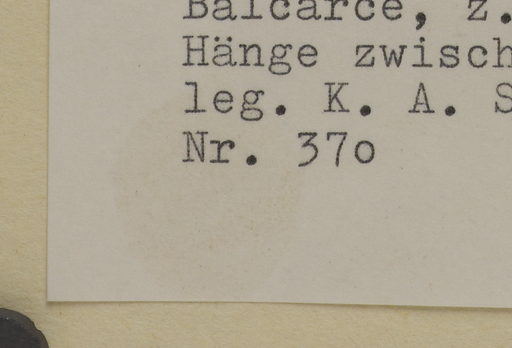 Balcarce, z.
Hänge zwisch
leg. K. A. S
Nr. 37o